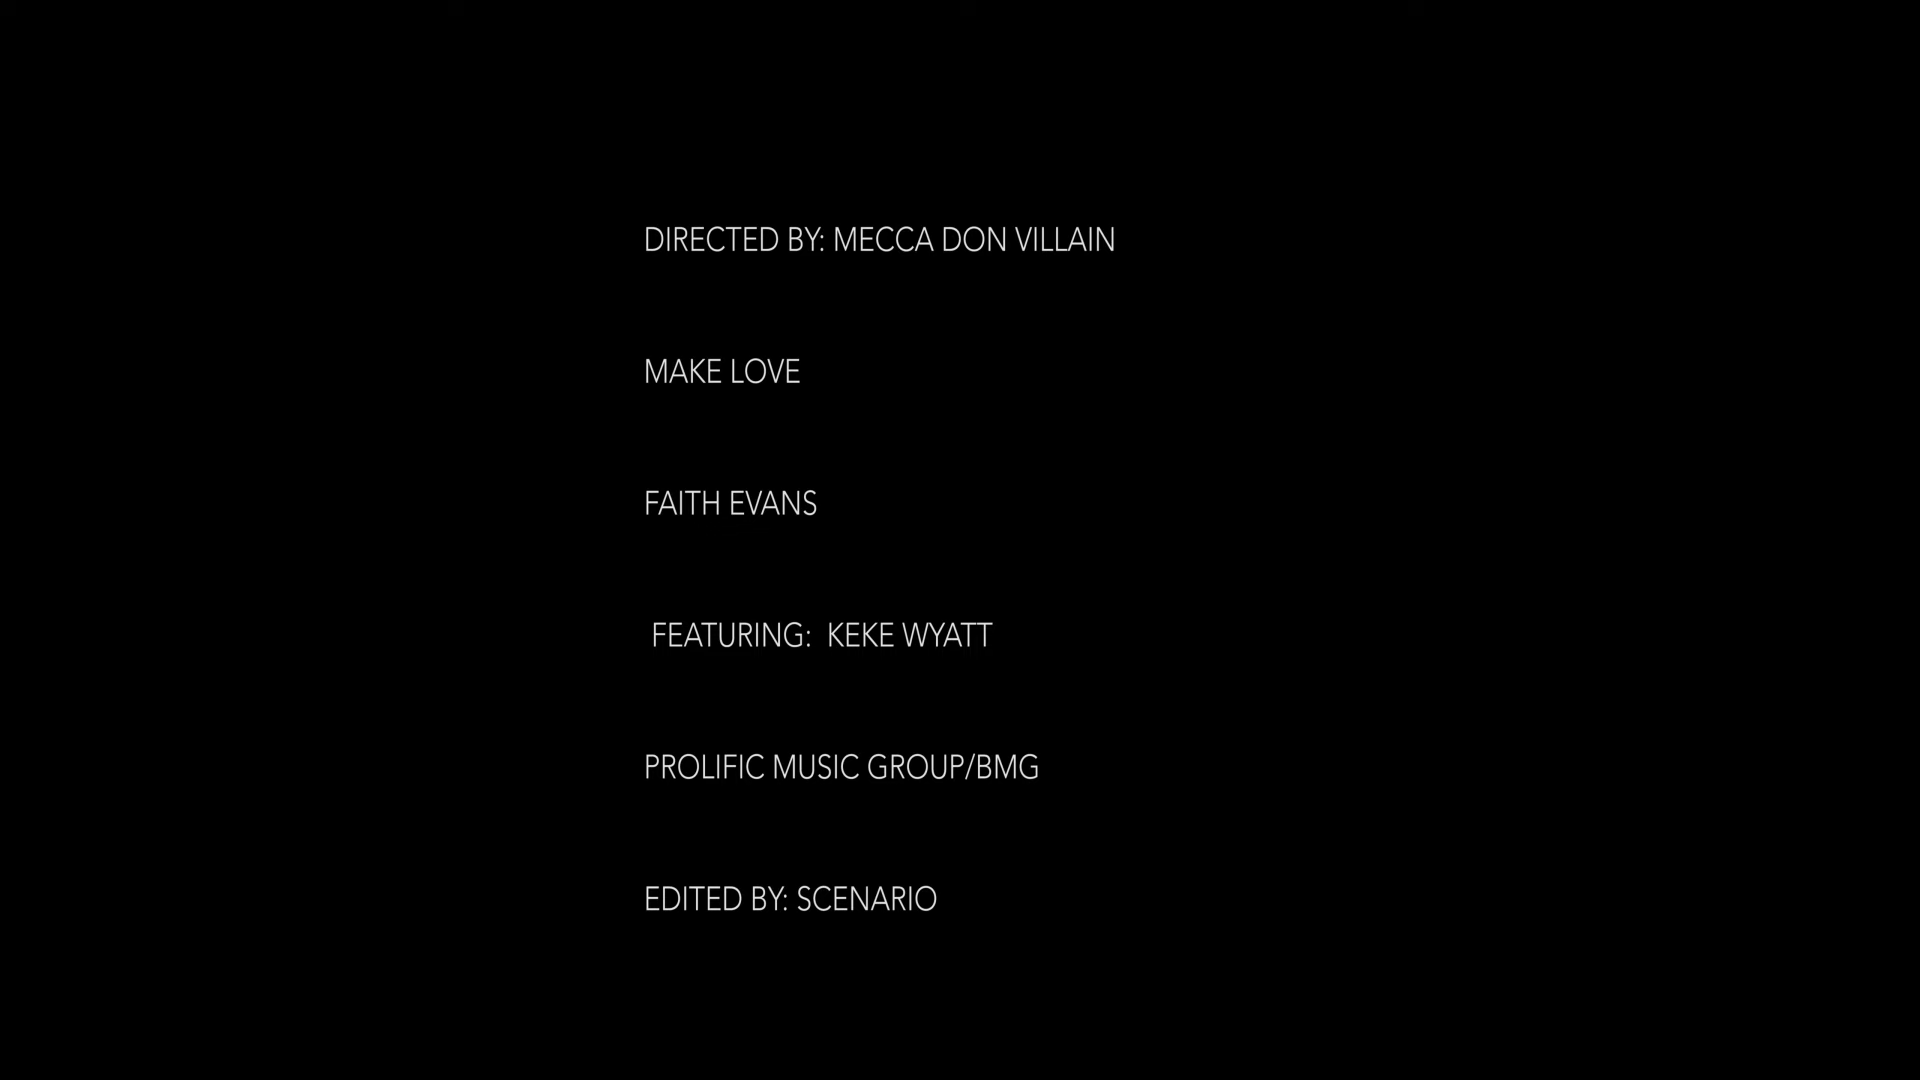 DIRECTED BY: MECCA DON VILLAIN
MAKE LOVE
FAITH EVANS
FEATURING:  KEKE WYATT
PROLIFIC MUSIC GROUP/BMG
EDITED BY: SCENARIO